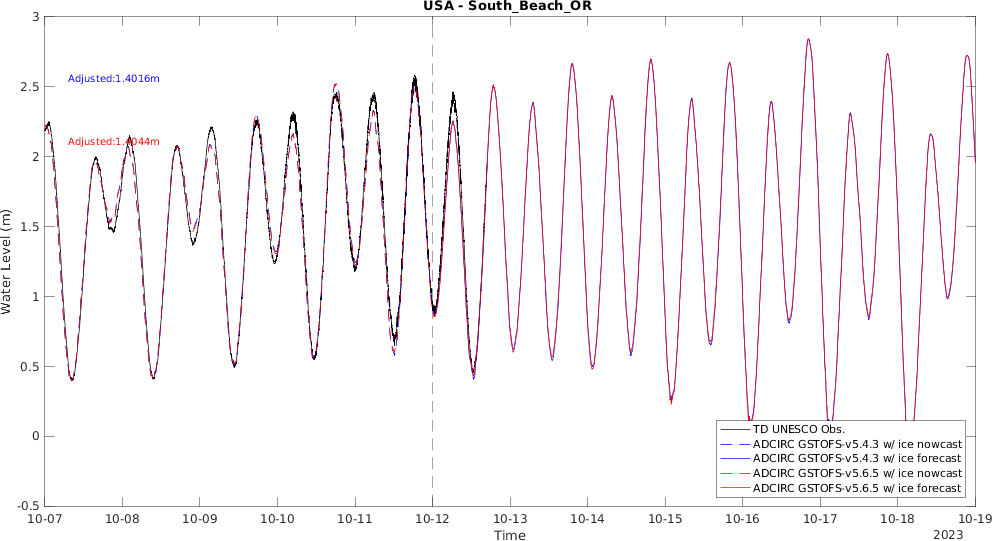 USA - South_Beach_OR
3
Adjusted:1.4016m
2.5
Adjusted:1.4044m
2
1.5
Water Level (m)
1
0.5
0
TD UNESCO Obs.
ADCIRC GSTOFS-v5.4.3 w/ ice nowcast
ADCIRC GSTOFS-v5.4.3 w/ ice forecast
ADCIRC GSTOFS-v5.6.5 w/ ice nowcast
ADCIRC GSTOFS-v5.6.5 w/ ice forecast
-0.5
10-07 10-08 10-09 10-10 10-11 10-12 10-13 10-14 10-15 10-16 10-17 10-18 10-19
Time
2023